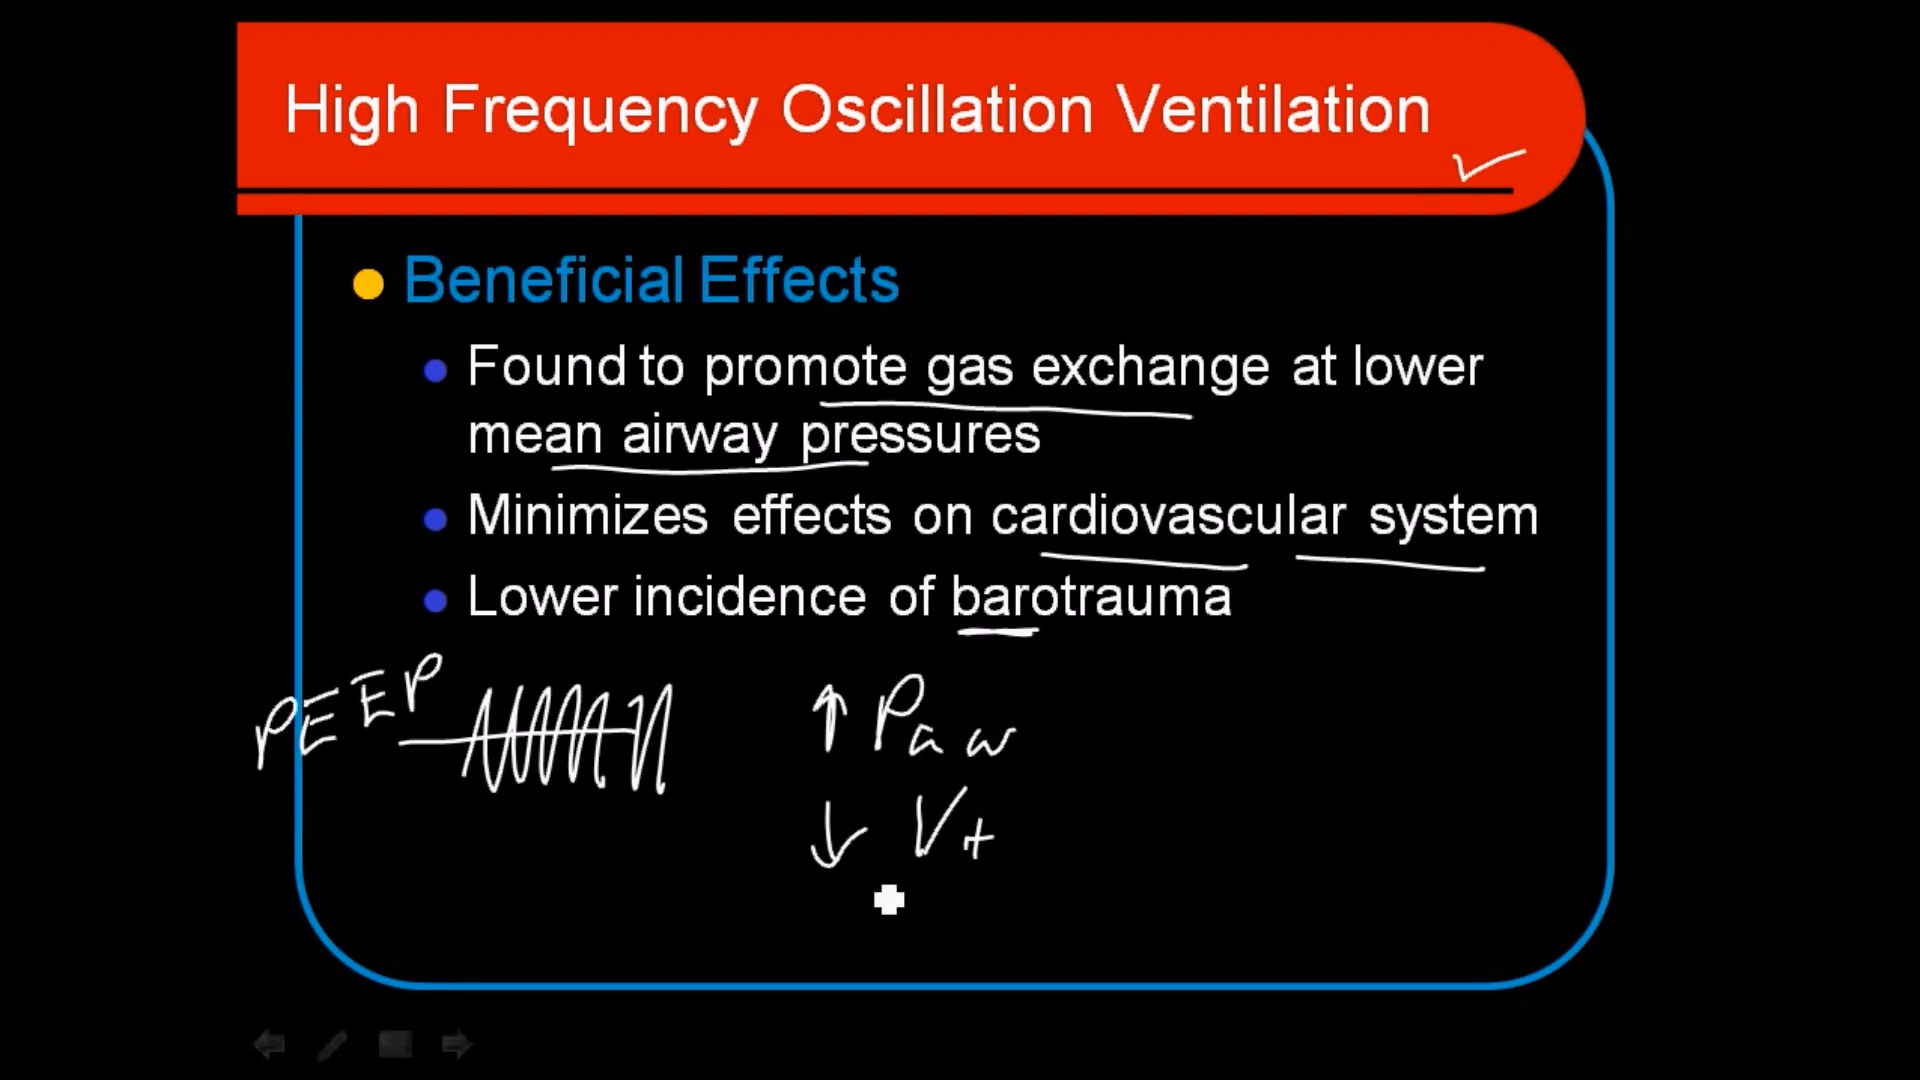 High Frequency Oscillation Ventilation
Beneficial Effects
Found to promote gas exchange at lower
mean airway pressures
Minimizes effects on cardiovascular system
Lower incidence of barotrauma
PEEP
↑ Paw
↓ Vt